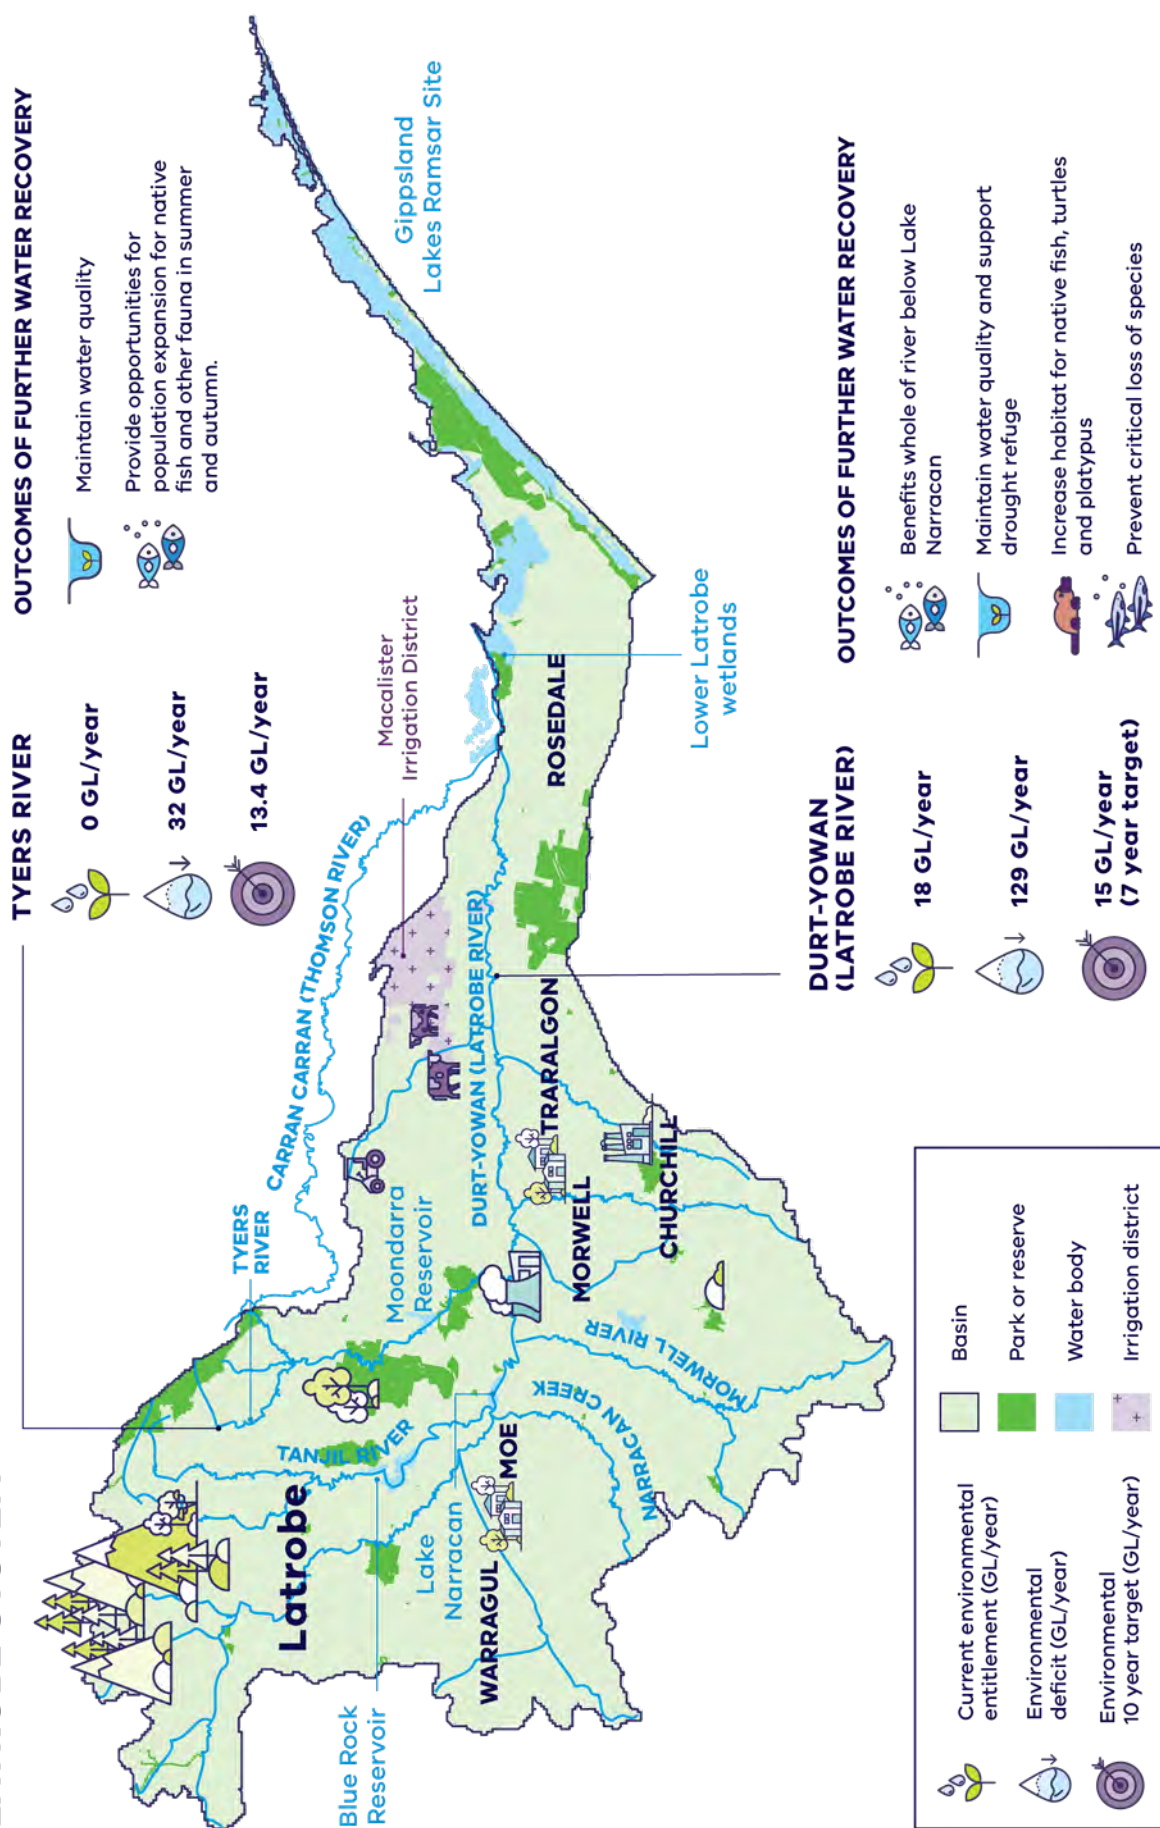 TYERS RIVER
0 GL/year
32 GL/year
13.4 GL/year
OUTCOMES OF FURTHER WATER RECOVERY
Maintain water quality
Provide opportunities for
population expansion for native
fish and other fauna in summer
and autumn.
Latrobe
TYERS
RIVER
CARRAN CARRAN (THOMSON RIVER)
Macalister
Irrigation District
Gippsland
Lakes Ramsar Site
TANJIL RIVER
Moondarra
Reservoir
Blue Rock
Reservoir
Lake
Narracan
DURT-YOWAN (LATROBE RIVER)
WARRAGUL
MOE
MORWELL
TRARALGON
ROSEDALE
CHURCHILL
NARRACAN CREEK
MORWELL RIVER
Lower Latrobe
wetlands
DURT-YOWAN
(LATROBE RIVER)
18 GL/year
129 GL/year
15 GL/year
(7 year target)
OUTCOMES OF FURTHER WATER RECOVERY
Benefits whole of river below Lake
Narracan
Maintain water quality and support
drought refuge
Increase habitat for native fish, turtles
and platypus
Prevent critical loss of species
Current environmental
entitlement (GL/year)
Environmental
deficit (GL/year)
Environmental
10 year target (GL/year)
Basin
Park or reserve
Water body
Irrigation district